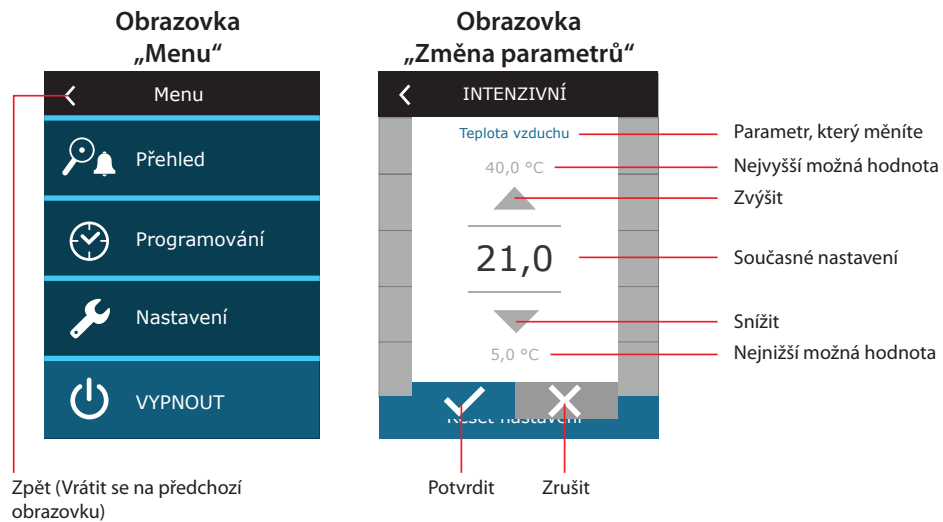 Obrazovka
„Menu“
Menu
Přehled
Programování
Nastavení
VYPNOUT
Zpět (Vrátit se na předchozí
obrazovku)
Obrazovka
„Změna parametrů“
INTENZIVNÍ
Teplota vzduchu
40,0 °C
21,0
5,0 °C
Reset nastavení
Parametr, který měníte
Nejvyšší možná hodnota
Zvýšit
Současné nastavení
Snížit
Nejnižší možná hodnota
Potvrdit
Zrušit